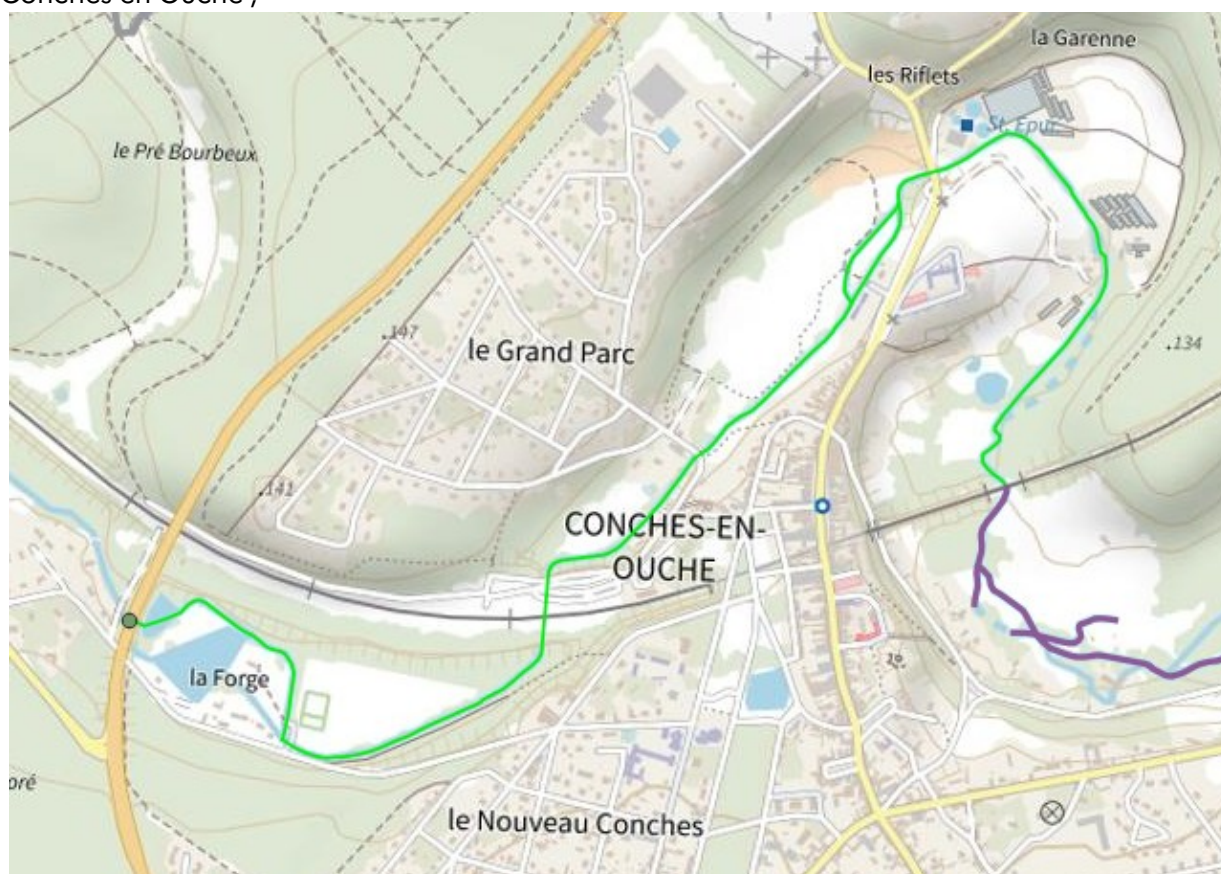 Conches en Ouche /
la Garenne
les Riflets
St. Epur.
le Pré Bourbeux
147
.134
le Grand Parc
.141
CONCHES-EN-
OUCHE
la Forge
oré
le Nouveau Conches